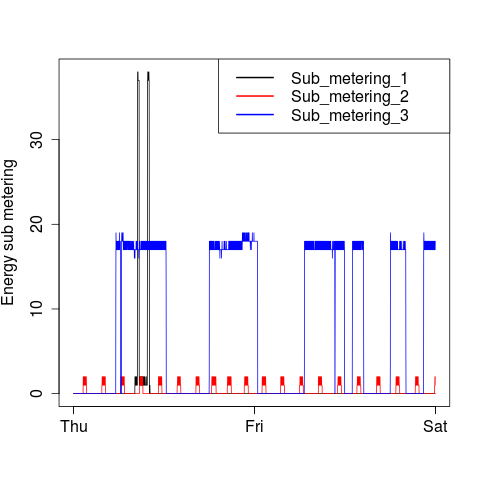 Sub_metering_1
Sub_metering_2
Sub_metering_3
Energy sub metering
30
20
10
0
Thu Fri Sat